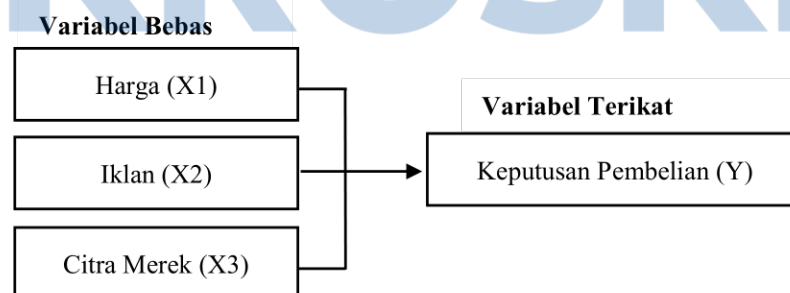 Variabel Bebas
Harga (X1)
Variabel Terikat
Iklan (X2)
Keputusan Pembelian (Y)
Citra Merek (X3)